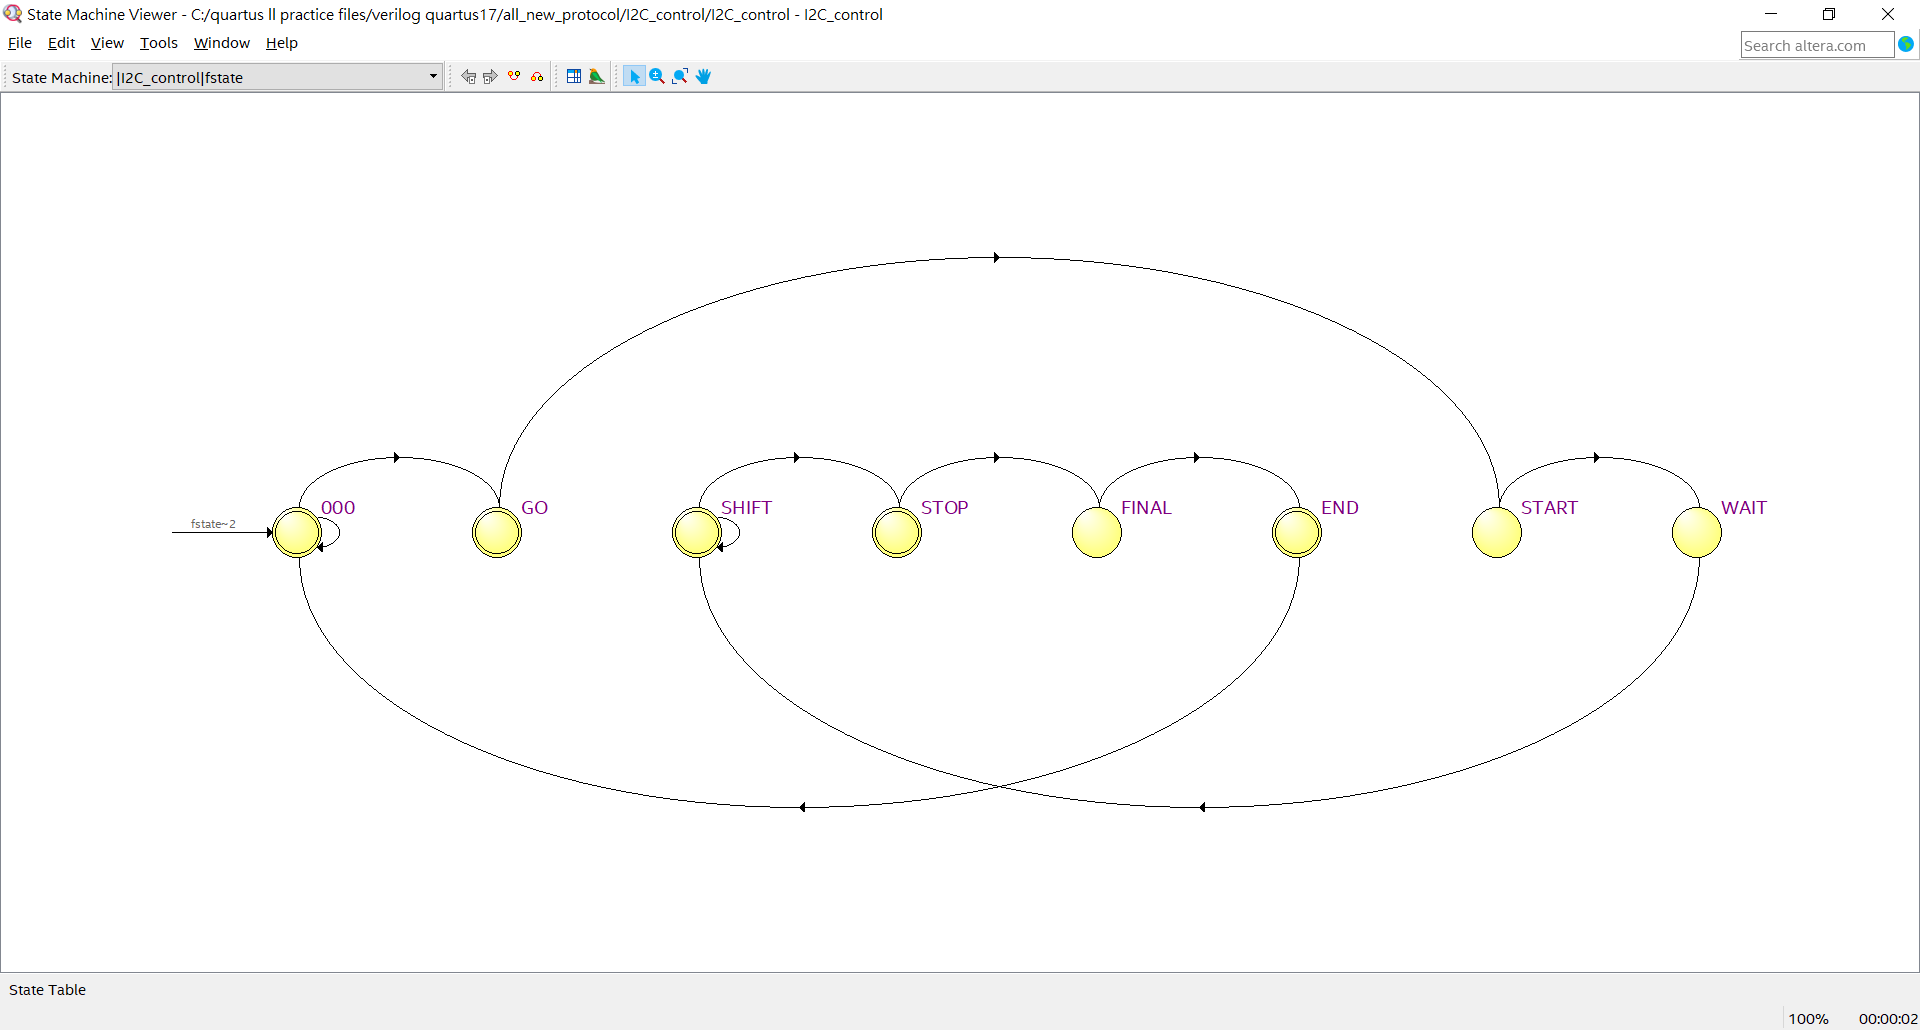 State Machine Viewer - C:/quartus ll practice files/verilog quartus17/all_new_protocol/I2C_control/I2C_control - I2C_control
File Edit View Tools Window Help
Search altera.com
State Machine: |I2C_control|fstate
000 GO SHIFT STOP FINAL END START WAIT
fstate~2
State Table
100% 00:00:02